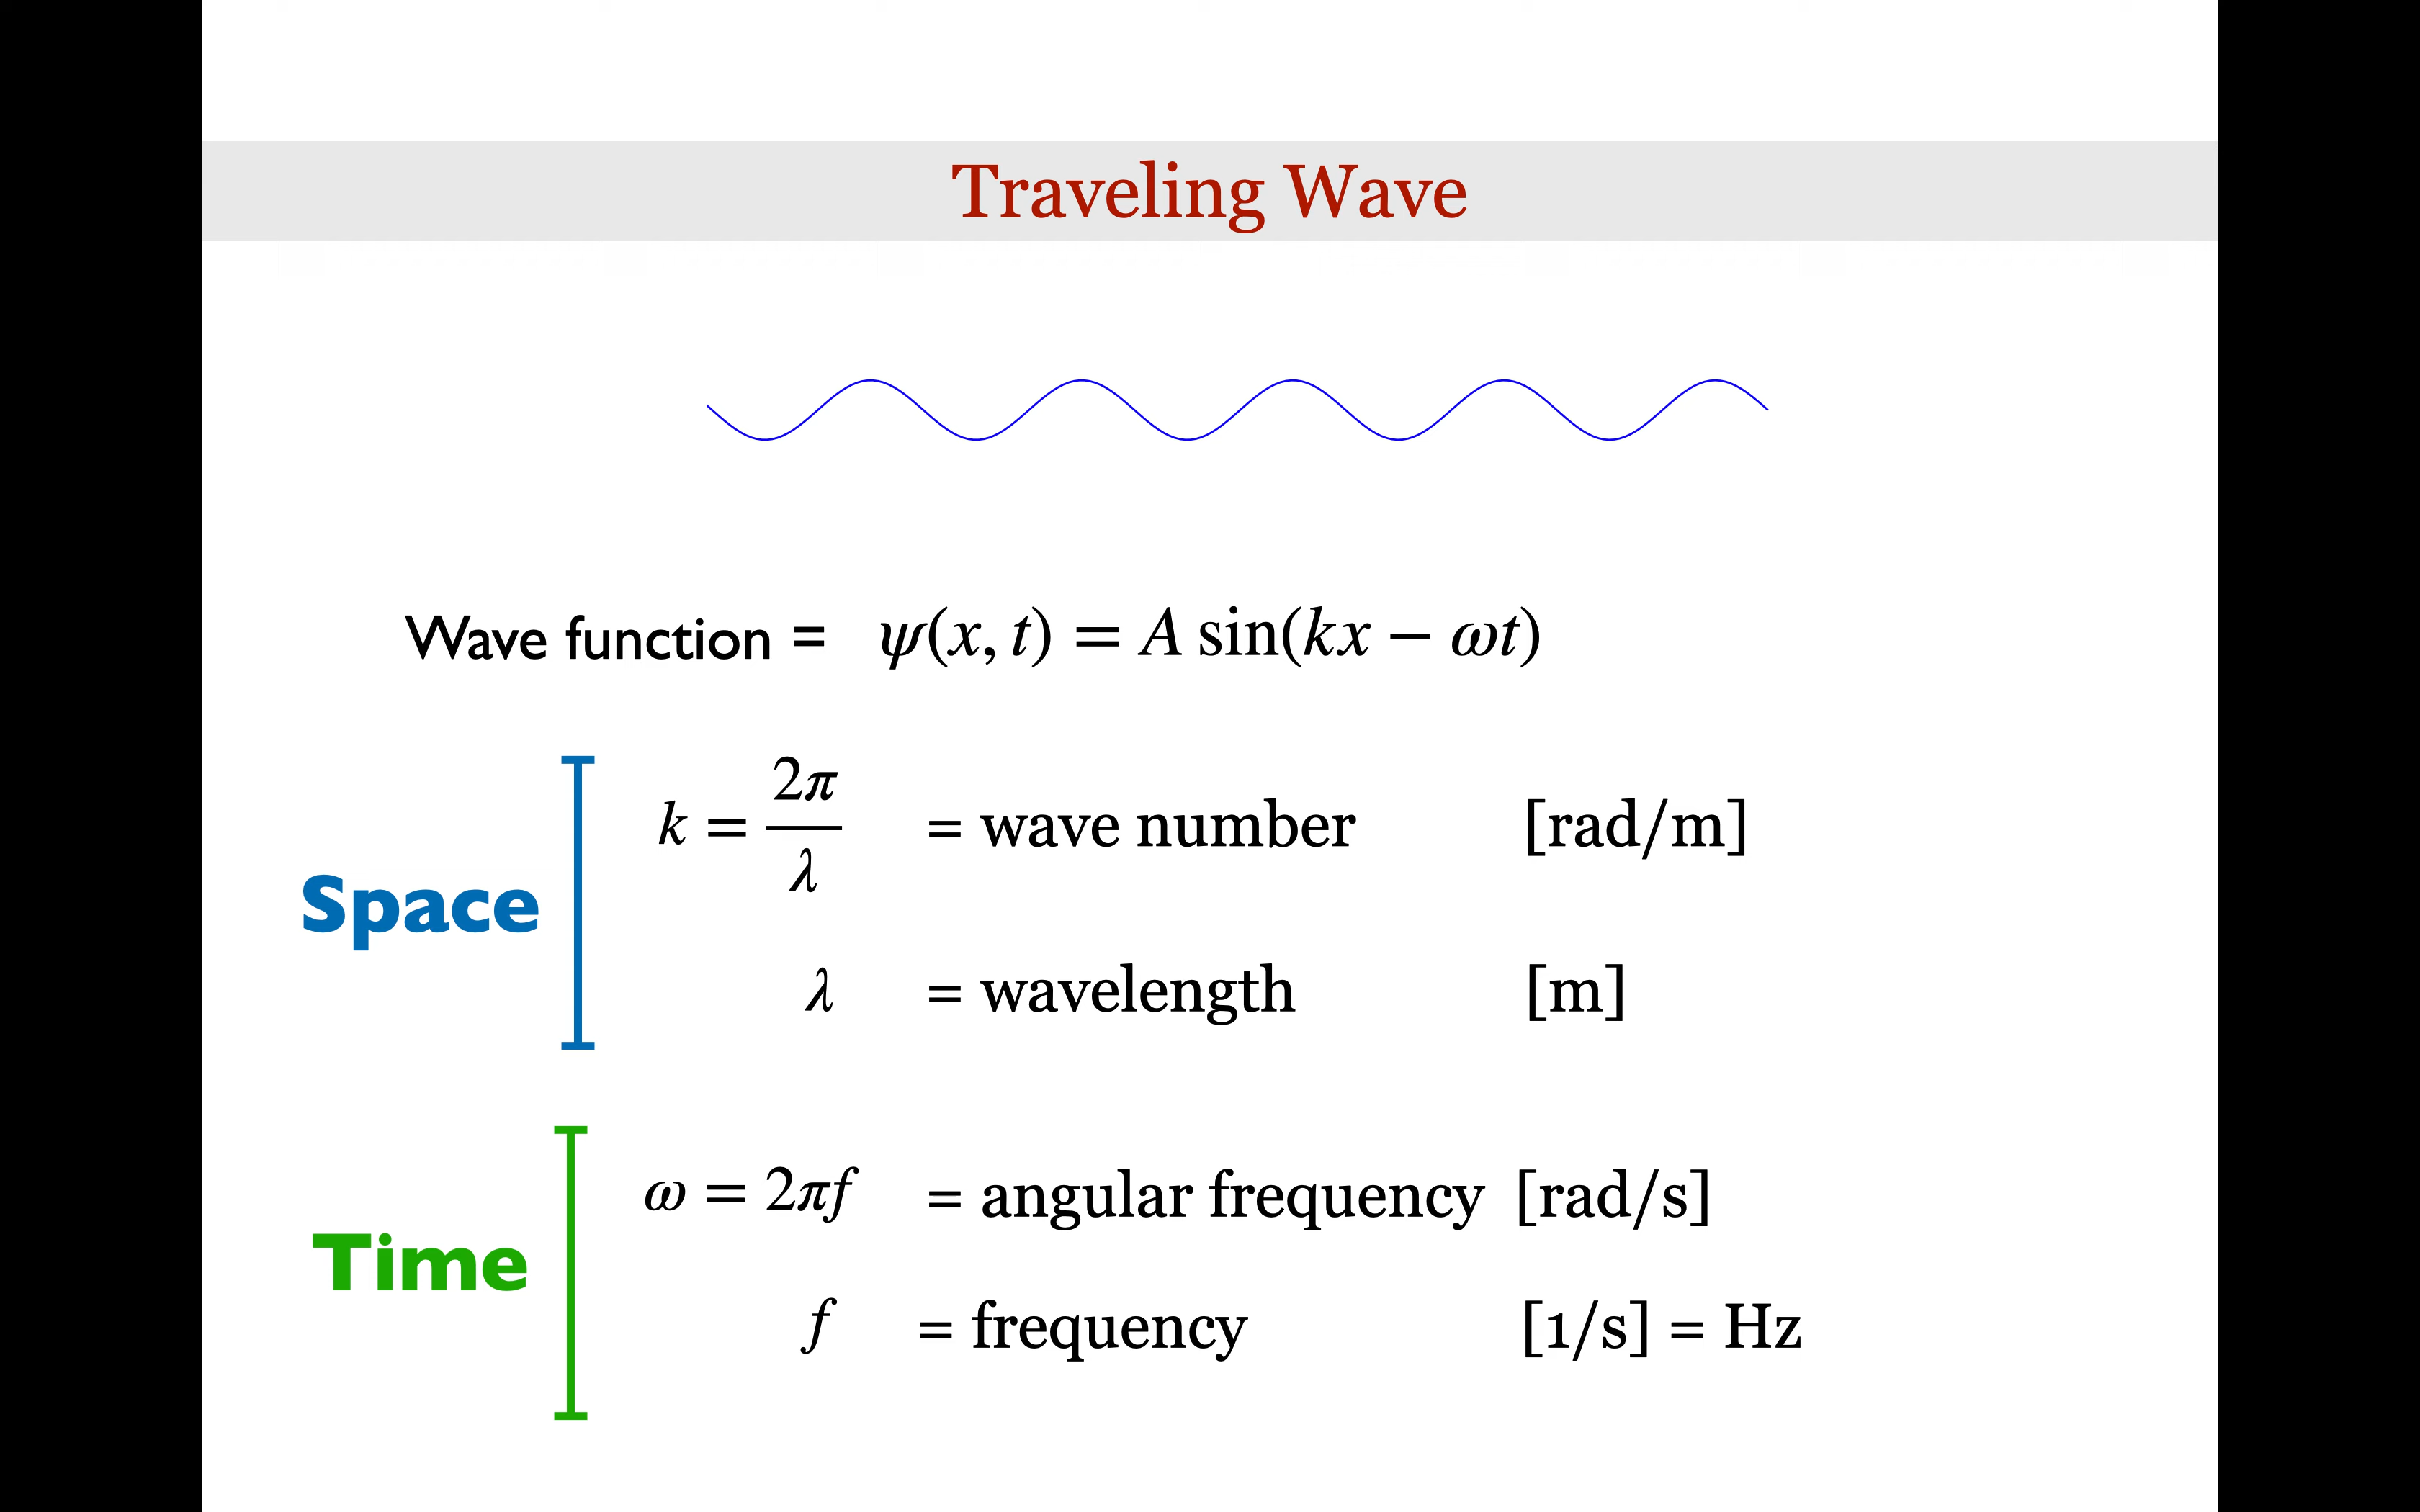 Traveling Wave
Wave function = ψ(x, t) = A sin(kx − ωt)
Space
k = 2π/λ = wave number [rad/m]
λ = wavelength [m]
Time
ω = 2πf = angular frequency [rad/s]
f = frequency [1/s] = Hz